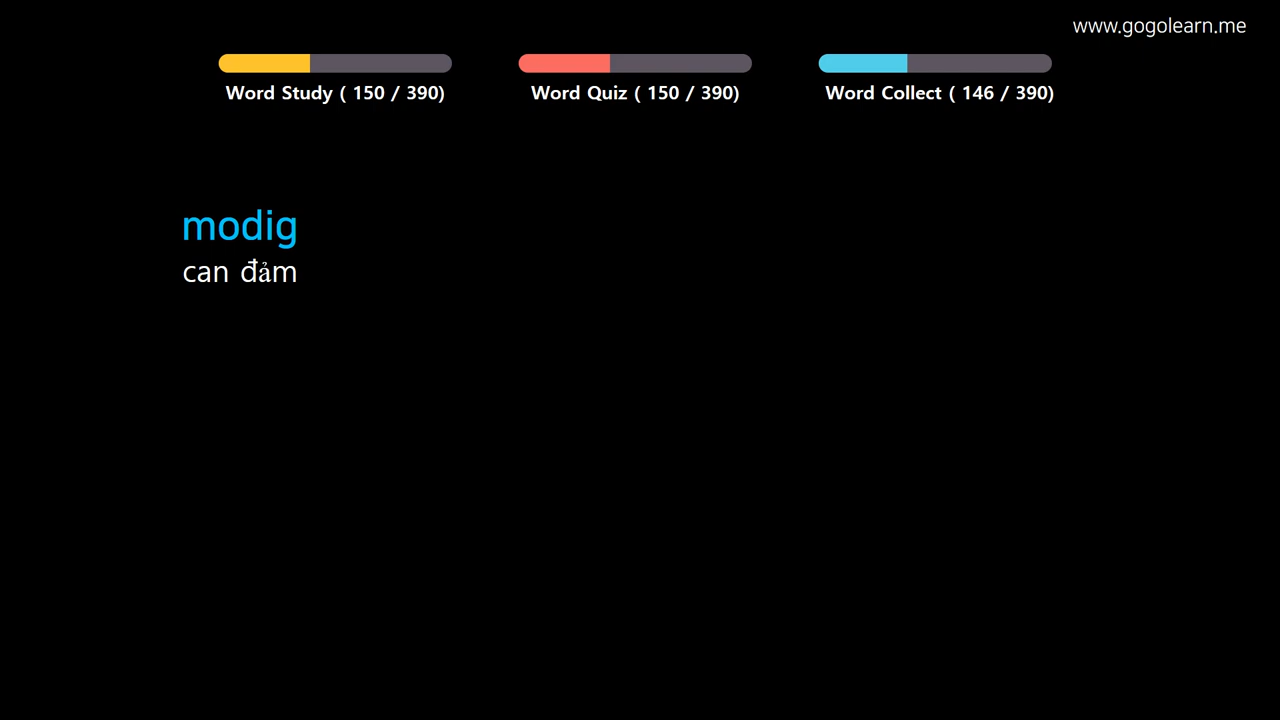 www.gogolearn.me
Word Study ( 150 / 390)
Word Quiz ( 150 / 390)
Word Collect ( 146 / 390)
modig
can đảm